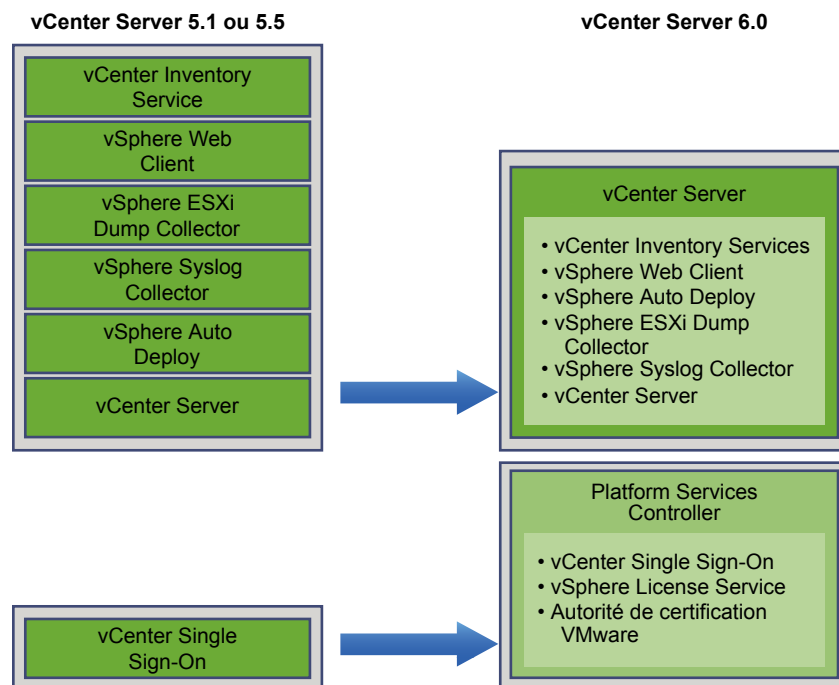 vCenter Server 5.1 ou 5.5
vCenter Inventory
Service
vSphere Web
Client
vSphere ESXi
Dump Collector
vSphere Syslog
Collector
vSphere Auto
Deploy
vCenter Server
vCenter Single
Sign-On
vCenter Server 6.0
vCenter Server
• vCenter Inventory Services
• vSphere Web Client
• vSphere Auto Deploy
• vSphere ESXi Dump
Collector
• vSphere Syslog Collector
• vCenter Server
Platform Services
Controller
• vCenter Single Sign-On
• vSphere License Service
• Autorité de certification
VMware